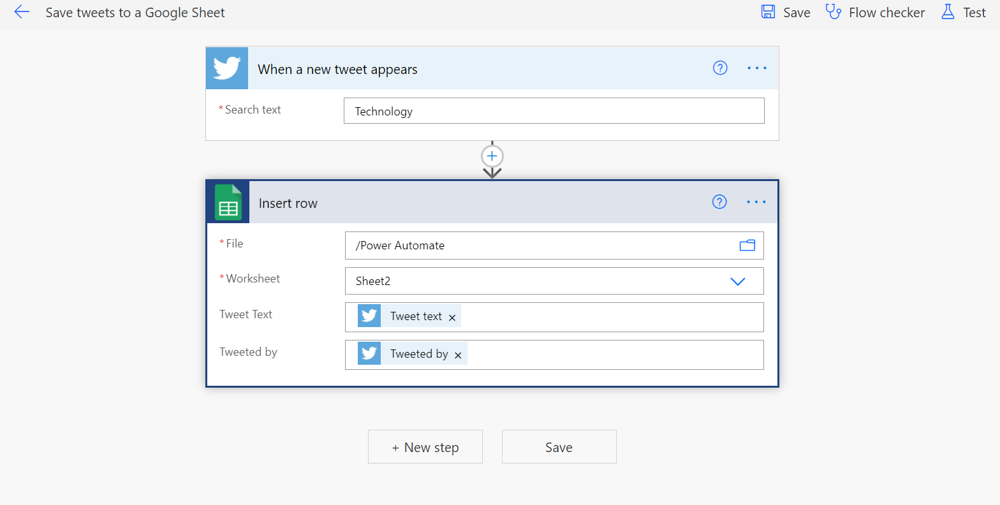 Save tweets to a Google Sheet
Save
Flow checker
Test
When a new tweet appears
?
...
* Search text
Technology
+
Insert row
?
...
* File
/Power Automate
* Worksheet
Sheet2
Tweet Text
Tweet text ×
Tweeted by
Tweeted by ×
+ New step
Save